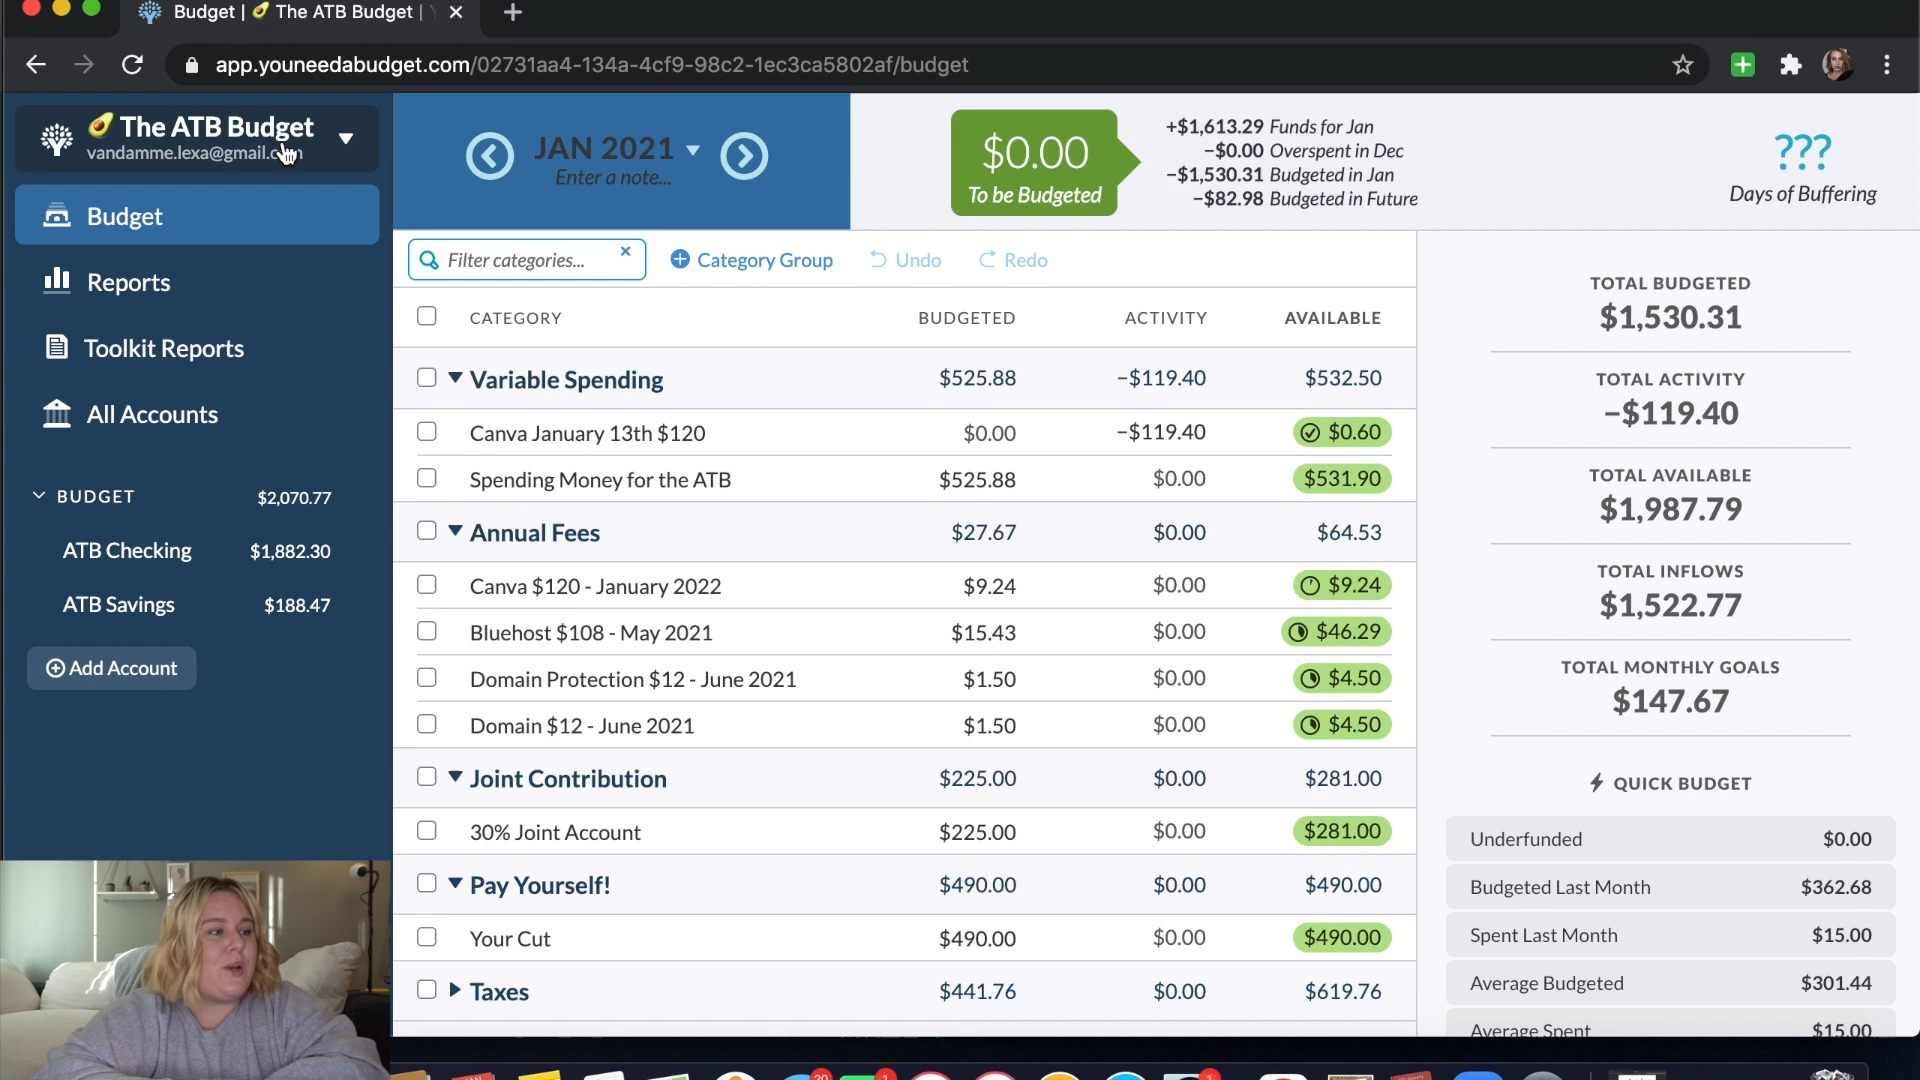 Budget | 🥑 The ATB Budget |
app.youneedabudget.com/02731aa4-134a-4cf9-98c2-1ec3ca5802af/budget
🥑 The ATB Budget
vandamme.lexa@gmail.com
Budget
Reports
Toolkit Reports
All Accounts
BUDGET $2,070.77
ATB Checking $1,882.30
ATB Savings $188.47
Add Account
JAN 2021
Enter a note...
$0.00
To be Budgeted
+$1,613.29 Funds for Jan
−$0.00 Overspent in Dec
−$1,530.31 Budgeted in Jan
−$82.98 Budgeted in Future
???
Days of Buffering
Filter categories...
Category Group
Undo
Redo
CATEGORY BUDGETED ACTIVITY AVAILABLE
Variable Spending $525.88 −$119.40 $532.50
Canva January 13th $120 $0.00 −$119.40 $0.60
Spending Money for the ATB $525.88 $0.00 $531.90
Annual Fees $27.67 $0.00 $64.53
Canva $120 - January 2022 $9.24 $0.00 $9.24
Bluehost $108 - May 2021 $15.43 $0.00 $46.29
Domain Protection $12 - June 2021 $1.50 $0.00 $4.50
Domain $12 - June 2021 $1.50 $0.00 $4.50
Joint Contribution $225.00 $0.00 $281.00
30% Joint Account $225.00 $0.00 $281.00
Pay Yourself! $490.00 $0.00 $490.00
Your Cut $490.00 $0.00 $490.00
Taxes $441.76 $0.00 $619.76
TOTAL BUDGETED
$1,530.31
TOTAL ACTIVITY
−$119.40
TOTAL AVAILABLE
$1,987.79
TOTAL INFLOWS
$1,522.77
TOTAL MONTHLY GOALS
$147.67
QUICK BUDGET
Underfunded $0.00
Budgeted Last Month $362.68
Spent Last Month $15.00
Average Budgeted $301.44
Average Spent $15.00
20
1
1